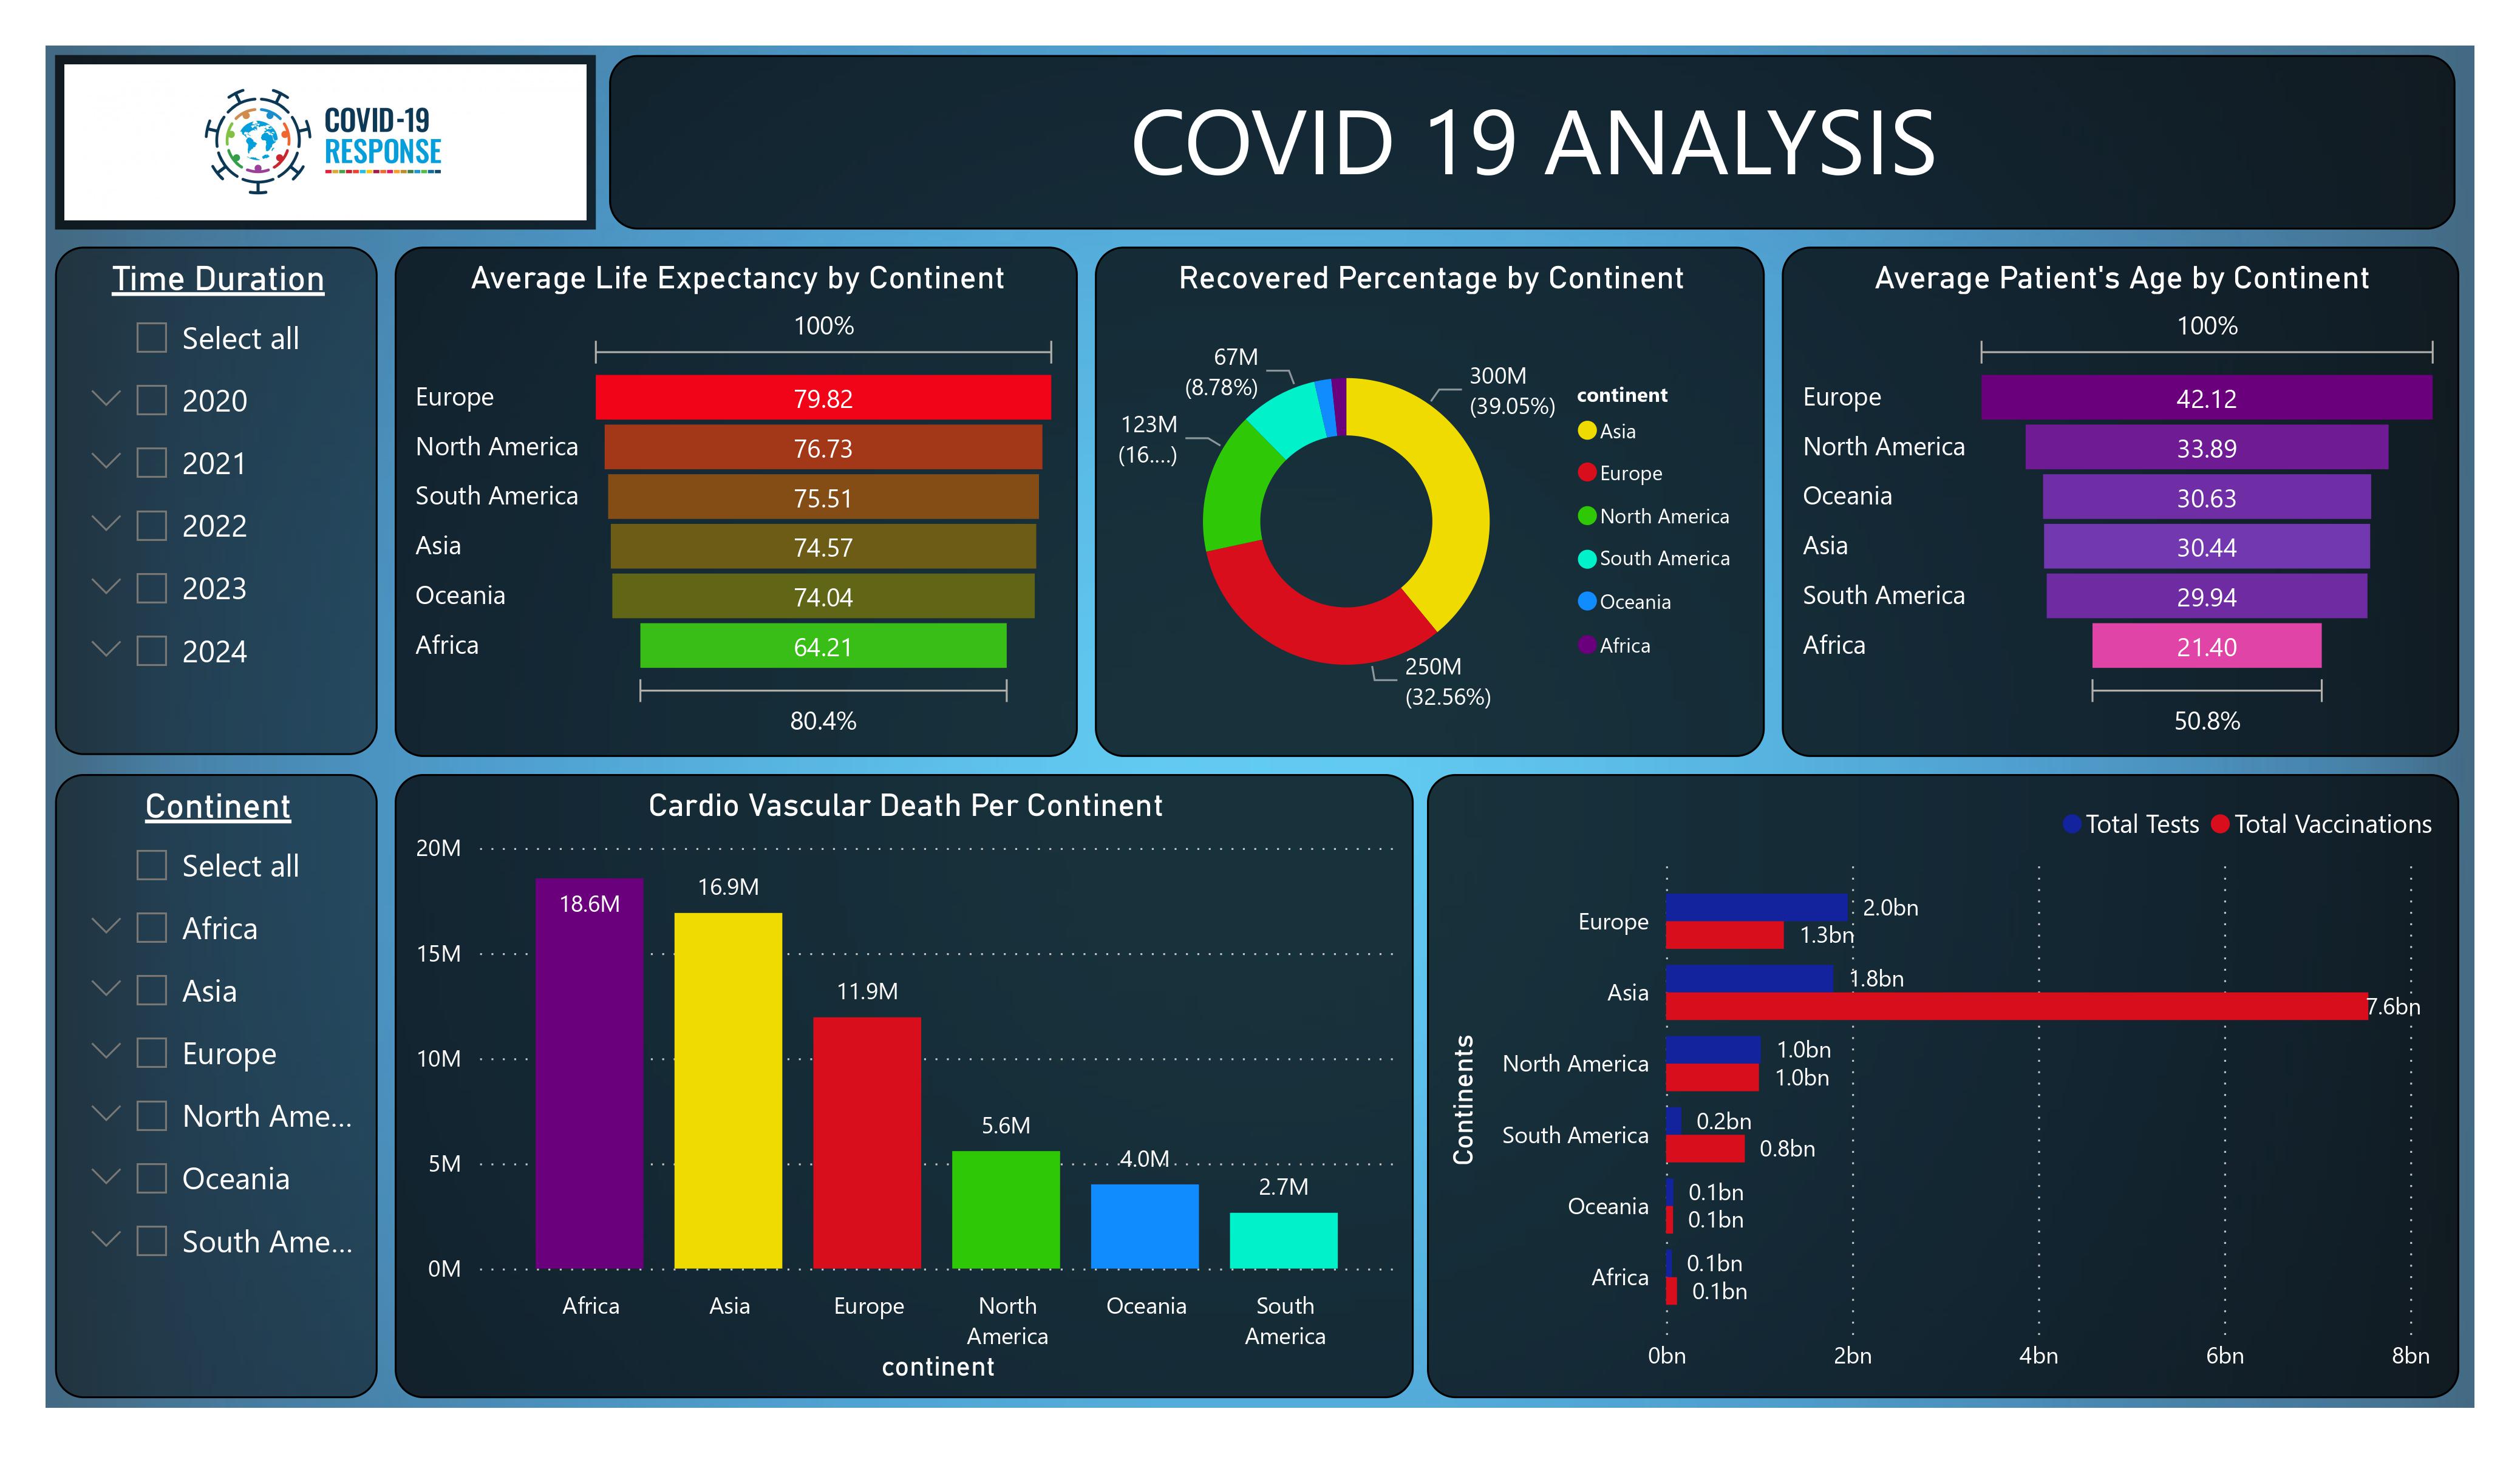 COVID-19
RESPONSE
COVID 19 ANALYSIS
Time Duration
Select all
2020
2021
2022
2023
2024
Average Life Expectancy by Continent
100%
Europe 79.82
North America 76.73
South America 75.51
Asia 74.57
Oceania 74.04
Africa 64.21
80.4%
Recovered Percentage by Continent
67M
(8.78%)
123M
(16....)
300M
(39.05%)
250M
(32.56%)
continent
Asia
Europe
North America
South America
Oceania
Africa
Average Patient's Age by Continent
100%
Europe 42.12
North America 33.89
Oceania 30.63
Asia 30.44
South America 29.94
Africa 21.40
50.8%
Continent
Select all
Africa
Asia
Europe
North Ame...
Oceania
South Ame...
Cardio Vascular Death Per Continent
20M
15M
10M
5M
0M
18.6M
16.9M
11.9M
5.6M
4.0M
2.7M
Africa
Asia
Europe
North
America
Oceania
South
America
continent
Total Tests Total Vaccinations
Continents
Europe
2.0bn
1.3bn
Asia
1.8bn
7.6bn
North America
1.0bn
1.0bn
South America
0.2bn
0.8bn
Oceania
0.1bn
0.1bn
Africa
0.1bn
0.1bn
0bn 2bn 4bn 6bn 8bn